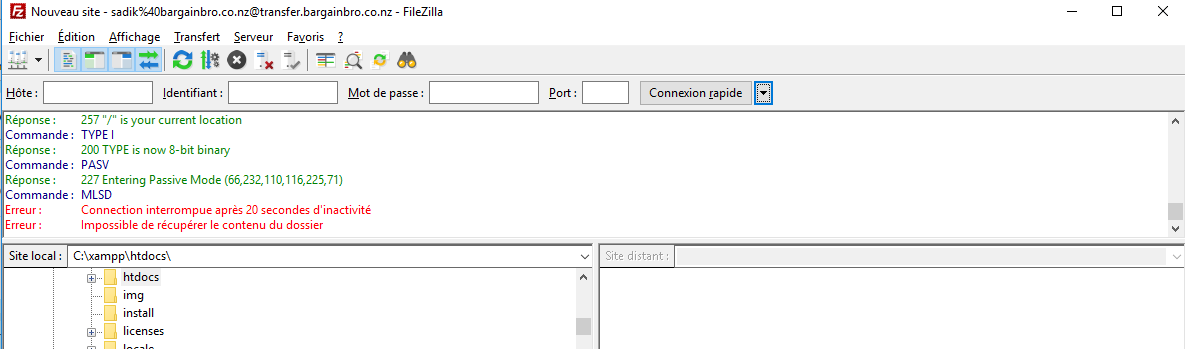 Nouveau site - sadik%40bargainbro.co.nz@transfer.bargainbro.co.nz - FileZilla
Fichier Édition Affichage Transfert Serveur Favoris ?
Hôte : Identifiant : Mot de passe : Port : Connexion rapide
Réponse : 257 "/" is your current location
Commande : TYPE I
Réponse : 200 TYPE is now 8-bit binary
Commande : PASV
Réponse : 227 Entering Passive Mode (66,232,110,116,225,71)
Commande : MLSD
Erreur : Connection interrompue après 20 secondes d'inactivité
Erreur : Impossible de récupérer le contenu du dossier
Site local : C:\xampp\htdocs\ Site distant :
htdocs
img
install
licenses
locale